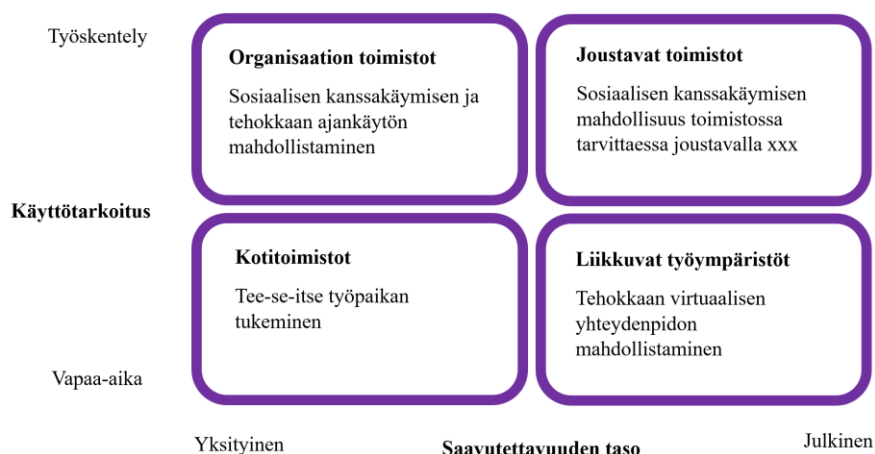 Työskentely
Organisaation toimistot
Sosiaalisen kanssakäymisen ja
tehokkaan ajankäytön
mahdollistaminen
Joustavat toimistot
Sosiaalisen kanssakäymisen
mahdollisuus toimistossa
tarvittaessa joustavalla xxx
Käyttötarkoitus
Kotitoimistot
Tee-se-itse työpaikan
tukeminen
Liikkuvat työympäristöt
Tehokkaan virtuaalisen
yhteydenpidon
mahdollistaminen
Vapaa-aika
Yksityinen
Saavutettavuuden taso
Julkinen